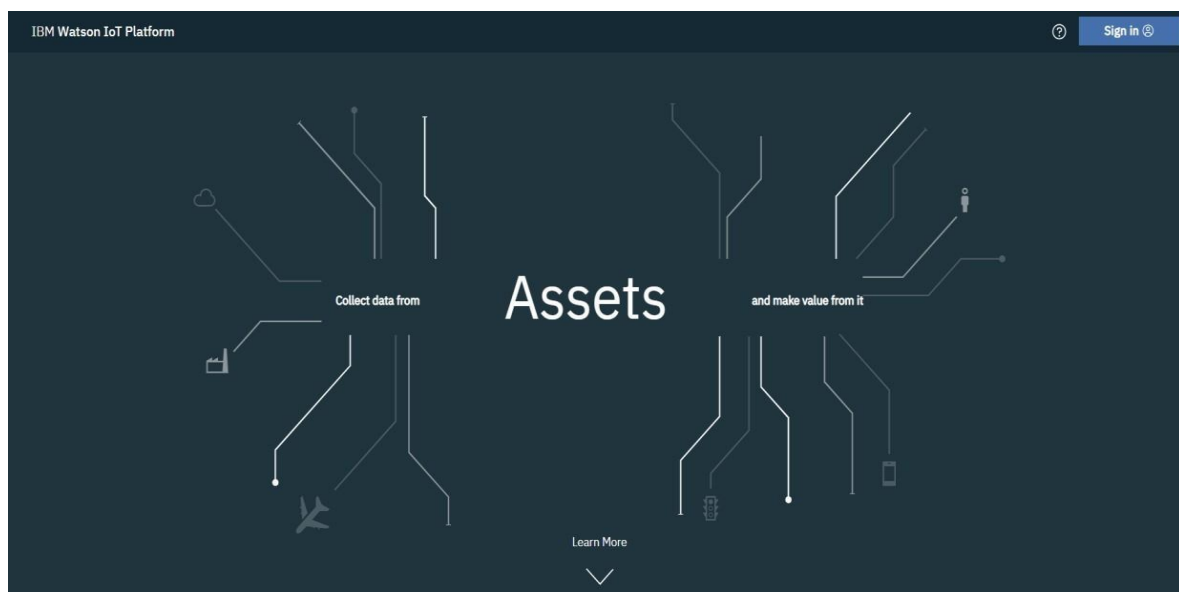 IBM Watson IoT Platform
Sign in
Collect data from Assets and make value from it
Learn More